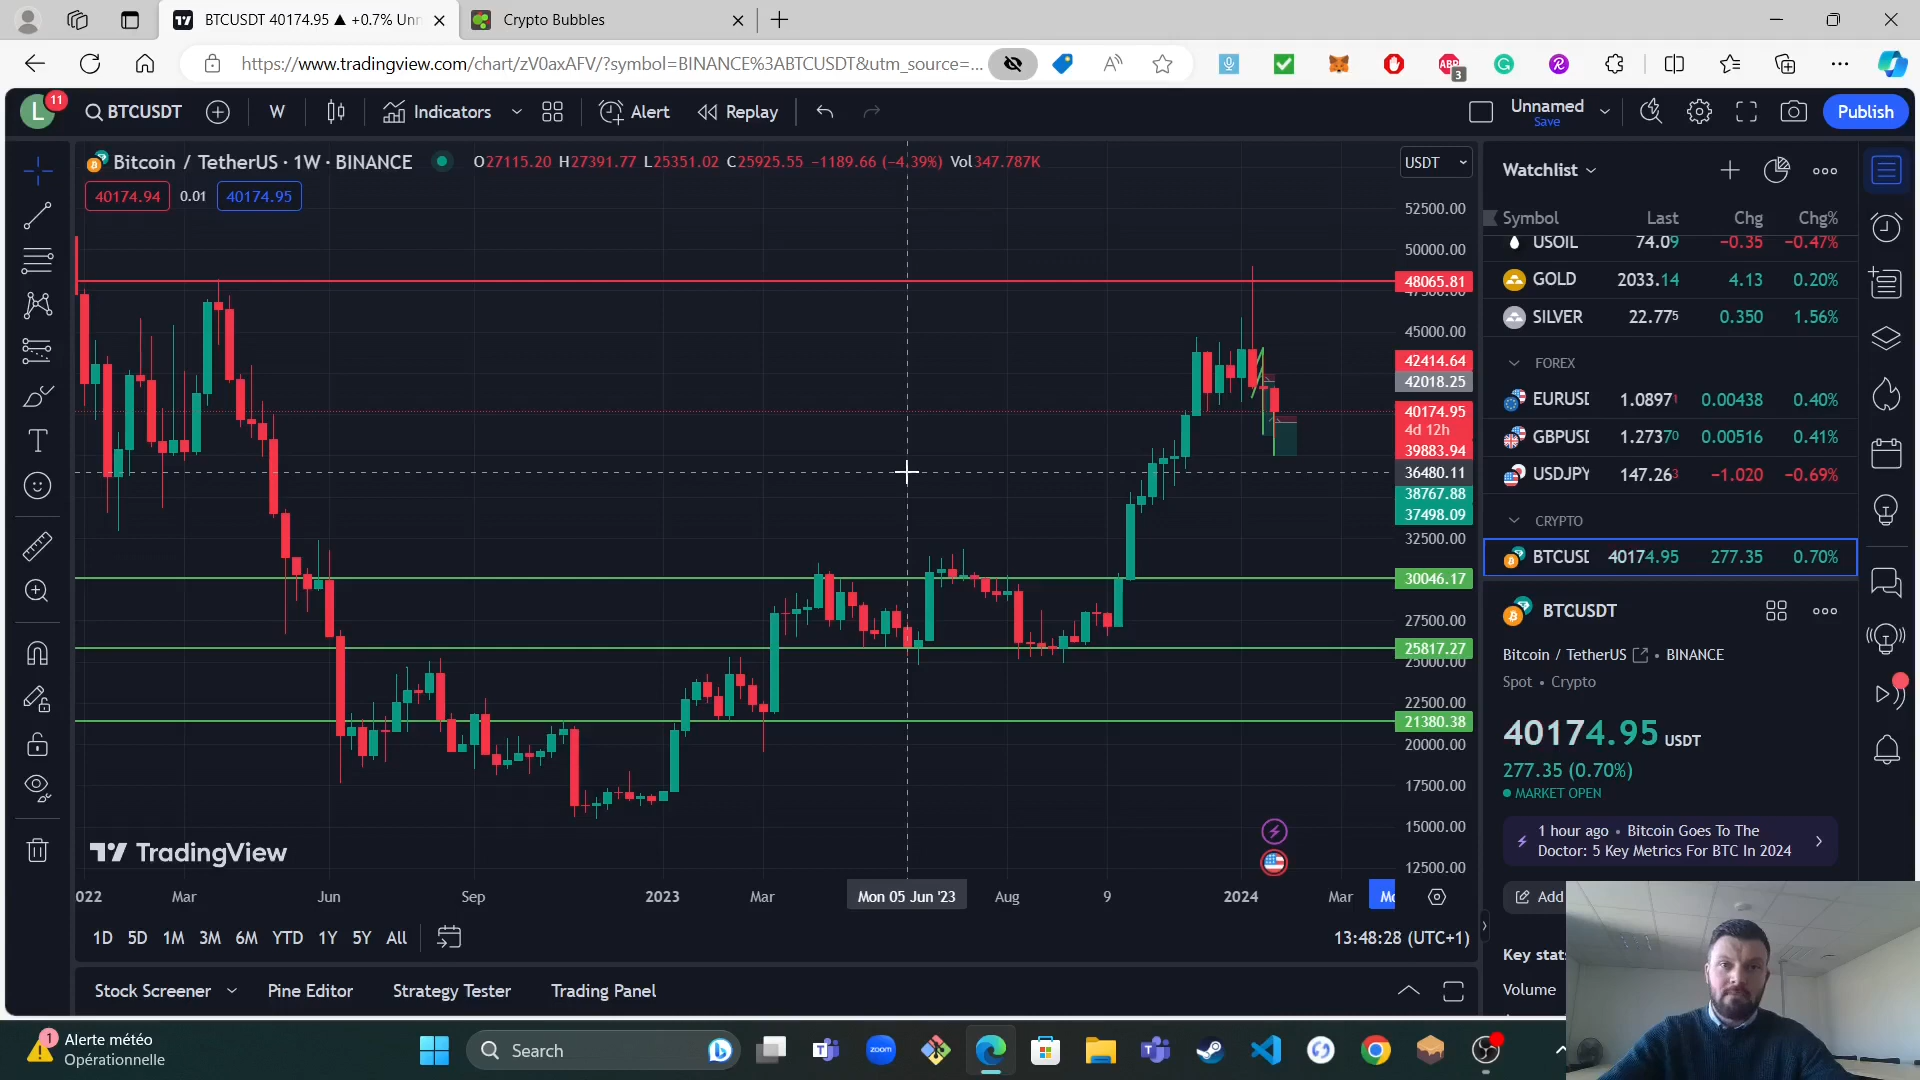 BTCUSDT 40174.95 ▲ +0.7% Unn
Crypto Bubbles
https://www.tradingview.com/chart/zV0axAFV/?symbol=BINANCE%3ABTCUSDT&utm_source=...
ABP
3
L
11
BTCUSDT
W
Indicators
Alert
Replay
Unnamed
Save
Publish
Bitcoin / TetherUS · 1W · BINANCE
O27115.20 H27391.77 L25351.02 C25925.55 −1189.66 (−4.39%) Vol347.787K
40174.94
0.01
40174.95
USDT
52500.00
50000.00
48065.81
47500.00
45000.00
42414.64
42018.25
40174.95
4d 12h
39883.94
36480.11
38767.88
37498.09
32500.00
30046.17
27500.00
25817.27
25000.00
22500.00
21380.38
20000.00
17500.00
15000.00
12500.00
TradingView
022
Mar
Jun
Sep
2023
Mar
Mon 05 Jun '23
Aug
9
2024
Mar
Mo
1D 5D 1M 3M 6M YTD 1Y 5Y All
13:48:28 (UTC+1)
Stock Screener
Pine Editor
Strategy Tester
Trading Panel
Watchlist
Symbol Last Chg Chg%
USOIL 74.09 −0.35 −0.47%
GOLD 2033.14 4.13 0.20%
SILVER 22.775 0.350 1.56%
FOREX
EURUSD 1.08971 0.00438 0.40%
GBPUSD 1.27370 0.00516 0.41%
USDJPY 147.263 −1.020 −0.69%
CRYPTO
BTCUSD 40174.95 277.35 0.70%
BTCUSDT
Bitcoin / TetherUS • BINANCE
Spot • Crypto
40174.95 USDT
277.35 (0.70%)
MARKET OPEN
1 hour ago • Bitcoin Goes To The
Doctor: 5 Key Metrics For BTC In 2024
Add
Key stat
Volume
1
Alerte météo
Opérationnelle
Search
zoom